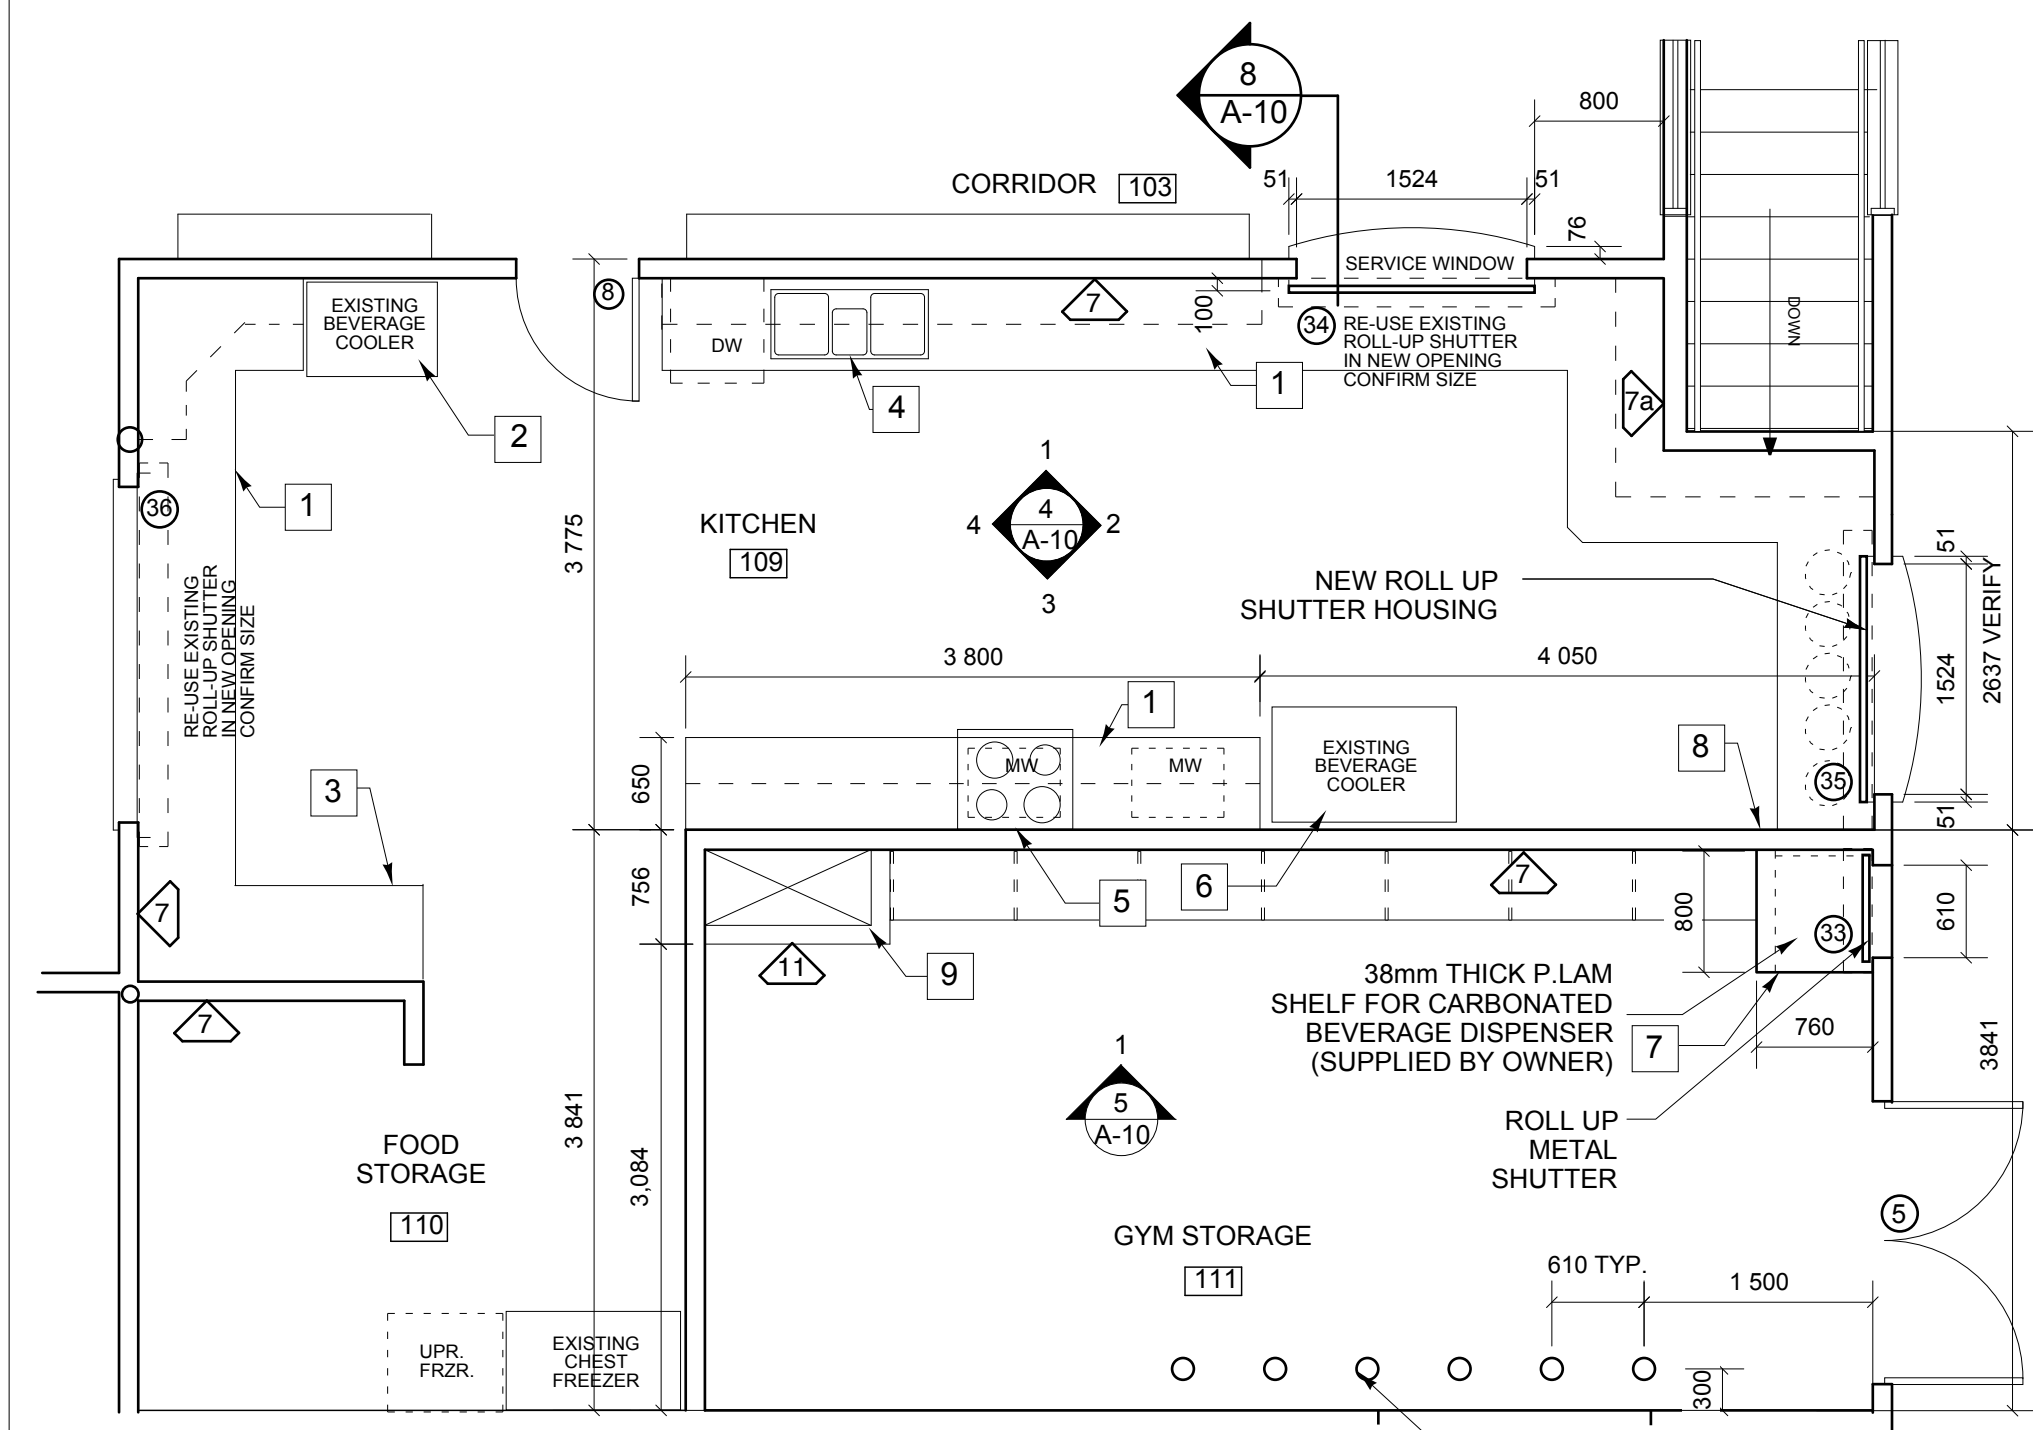 8
A-10
800
CORRIDOR 103
51 1524 51
76
SERVICE WINDOW
EXISTING
BEVERAGE
COOLER
8
7
100
34
RE-USE EXISTING
ROLL-UP SHUTTER
IN NEW OPENING
CONFIRM SIZE
DOWN
DW
1
4
2
7a
1
36
RE-USE EXISTING
ROLL-UP SHUTTER
IN NEW OPENING
CONFIRM SIZE
3 775
KITCHEN
109
1
4 4 2
A-10
3
NEW ROLL UP
SHUTTER HOUSING
51
1524
51
2637 VERIFY
3 800
4 050
1
MW
MW
EXISTING
BEVERAGE
COOLER
8
35
3
650
756
5
6
7
800
610
33
7
11
9
7
38mm THICK P.LAM
SHELF FOR CARBONATED
BEVERAGE DISPENSER
(SUPPLIED BY OWNER)
7
760
3841
1
5
A-10
ROLL UP
METAL
SHUTTER
FOOD
STORAGE
110
3 841
3,084
5
GYM STORAGE
111
610 TYP.
1 500
UPR.
FRZR.
EXISTING
CHEST
FREEZER
300